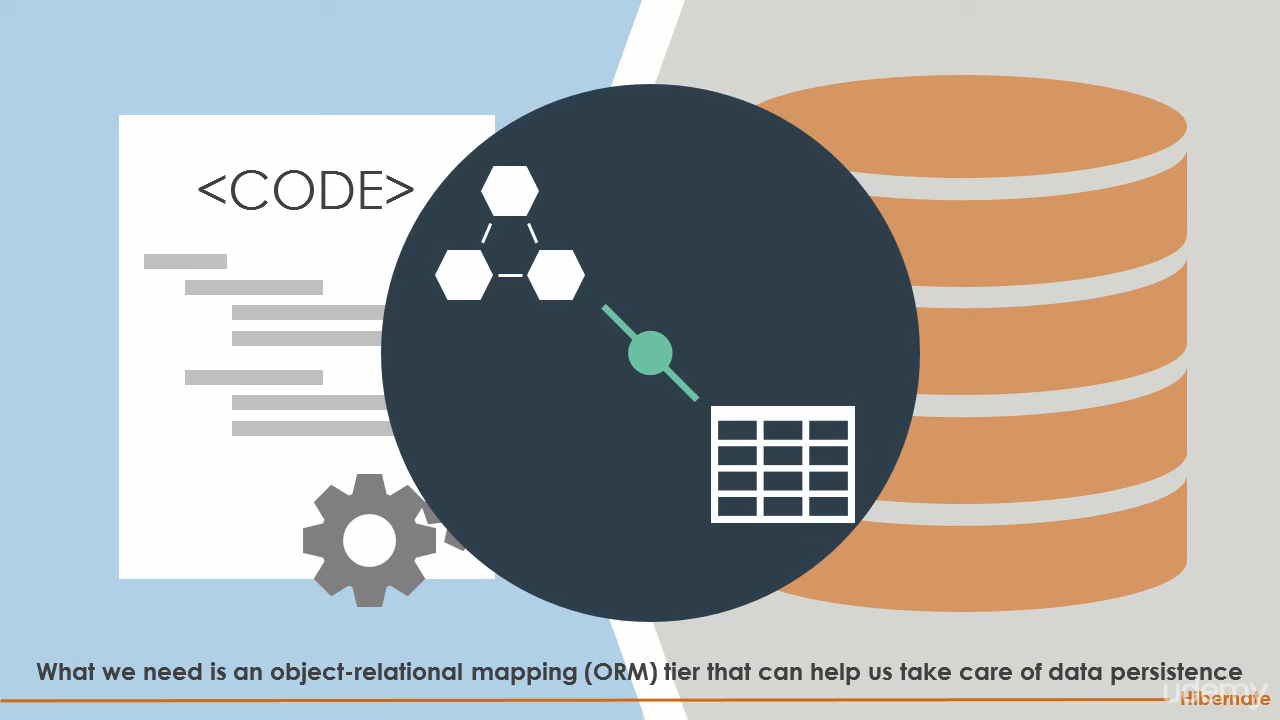 <CODE>
What we need is an object-relational mapping (ORM) tier that can help us take care of data persistence
udemy
Hibernate